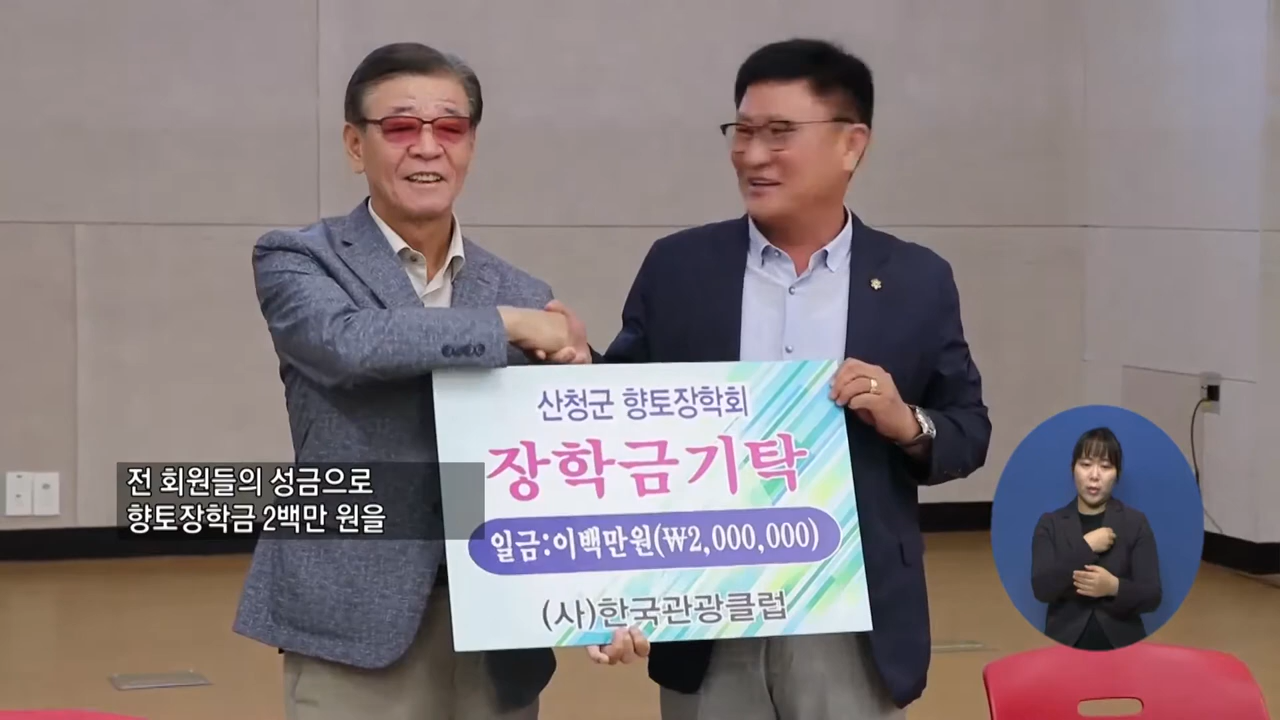 산청군 향토장학회
장학금기탁
일금:이백만원(₩2,000,000)
(사)한국관광클럽
전 회원들의 성금으로
향토장학금 2백만 원을